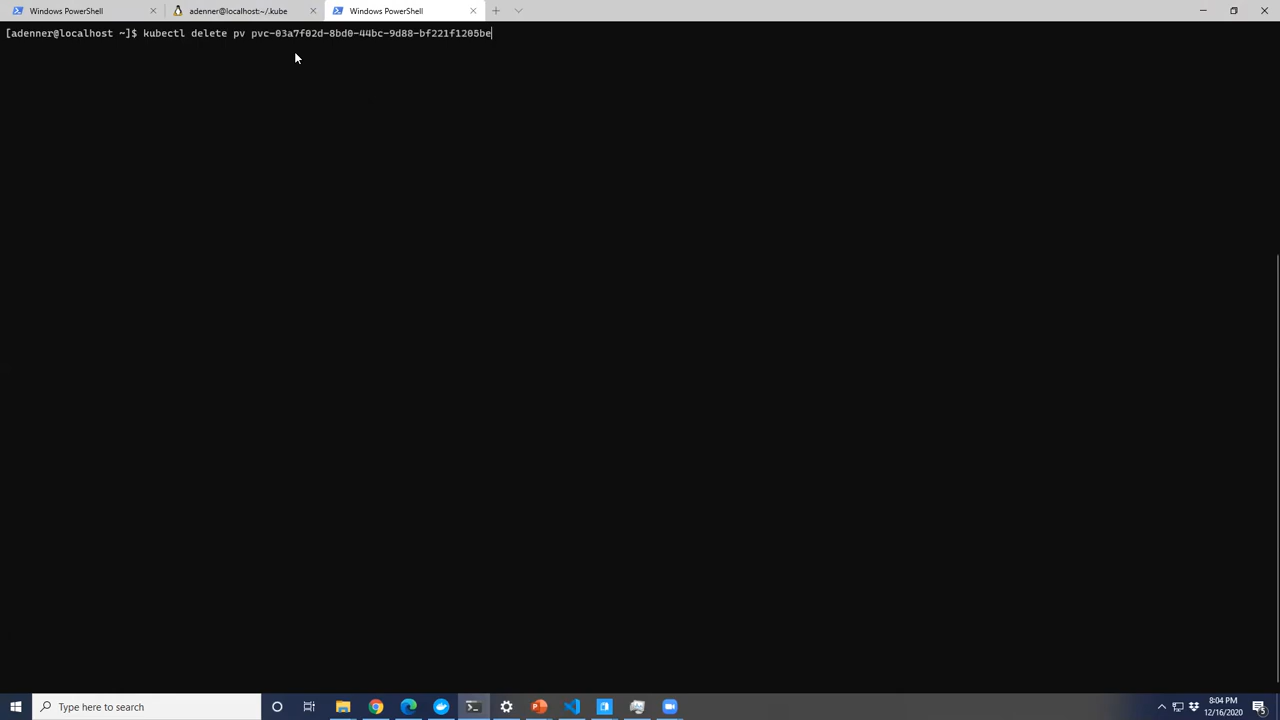 Windows PowerShell
adenner@localhost:~/.kube
Windows PowerShell
[adenner@localhost ~]$ kubectl delete pv pvc-03a7f02d-8bd0-44bc-9d88-bf221f1205be
Type here to search
8:04 PM
12/16/2020